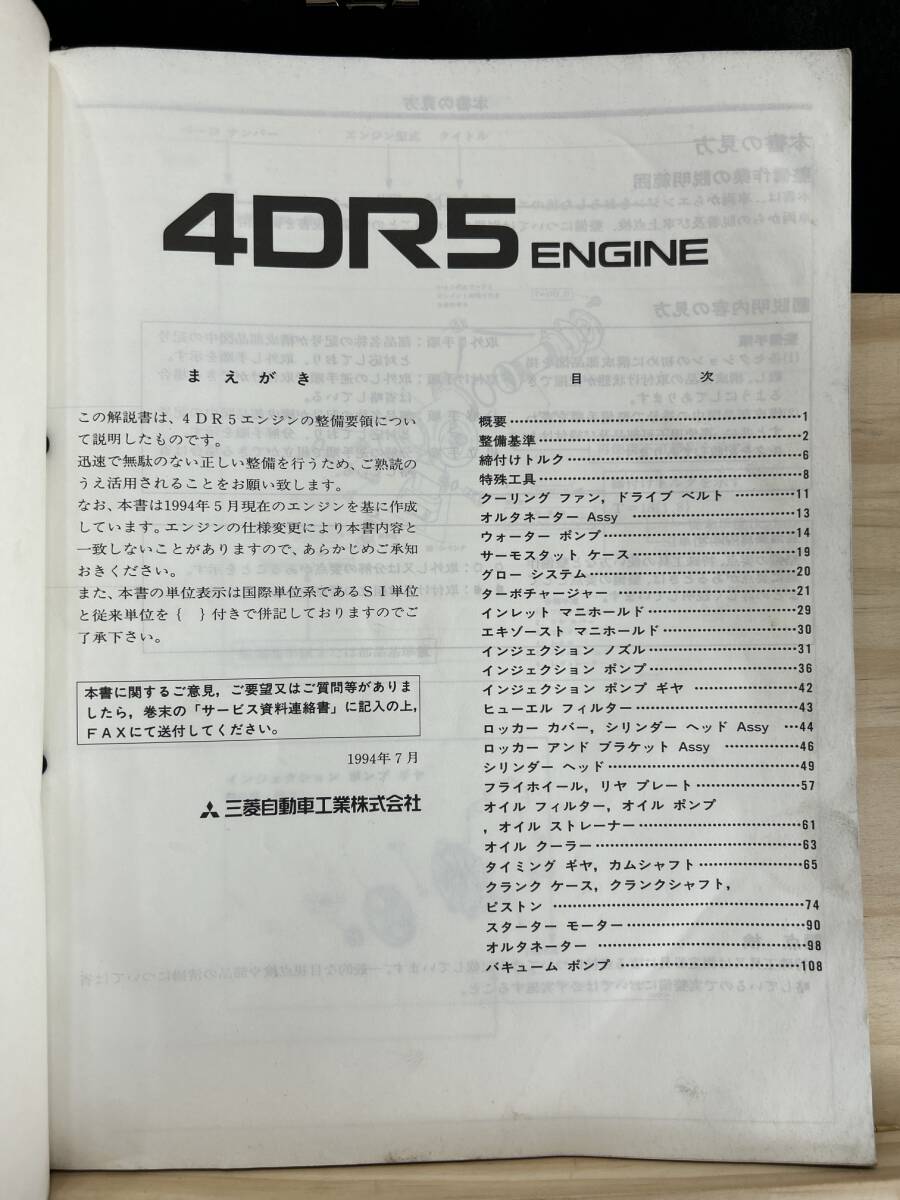 4DR5 ENGINE
まえがき
この解説書は、4DR5エンジンの整備要領につい
て説明したものです。
迅速で無駄のない正しい整備を行うため、ご熟読の
うえ活用されることをお願い致します。
なお、本書は1994年5月現在のエンジンを基に作成
しています。エンジンの仕様変更により本書内容と
一致しないことがありますので、あらかじめご承知
おきください。
また、本書の単位表示は国際単位系であるSI単位
と従来単位を{ }付きで併記しておりますのでご
了承下さい。
本書に関するご意見，ご要望又はご質問等がありま
したら，巻末の「サービス資料連絡書」に記入の上，
FAXにて送付してください。
1994年7月
三菱自動車工業株式会社
目 次
概要…………1
整備基準…………2
締付けトルク…………6
特殊工具…………8
クーリング ファン，ドライブ ベルト…………11
オルタネーター Assy…………13
ウォーター ポンプ…………14
サーモスタット ケース…………19
グロー システム…………20
ターボチャージャー…………21
インレット マニホールド…………29
エキゾースト マニホールド…………30
インジェクション ノズル…………31
インジェクション ポンプ…………36
インジェクション ポンプ ギヤ…………42
ヒューエル フィルター…………43
ロッカー カバー，シリンダー ヘッド Assy…44
ロッカー アンド ブラケット Assy…………46
シリンダー ヘッド…………49
フライホイール，リヤ プレート…………57
オイル フィルター，オイル ポンプ
，オイル ストレーナー…………61
オイル クーラー…………63
タイミング ギヤ，カムシャフト…………65
クランク ケース，クランクシャフト，
ピストン…………74
スターター モーター…………90
オルタネーター…………98
バキューム ポンプ…………108